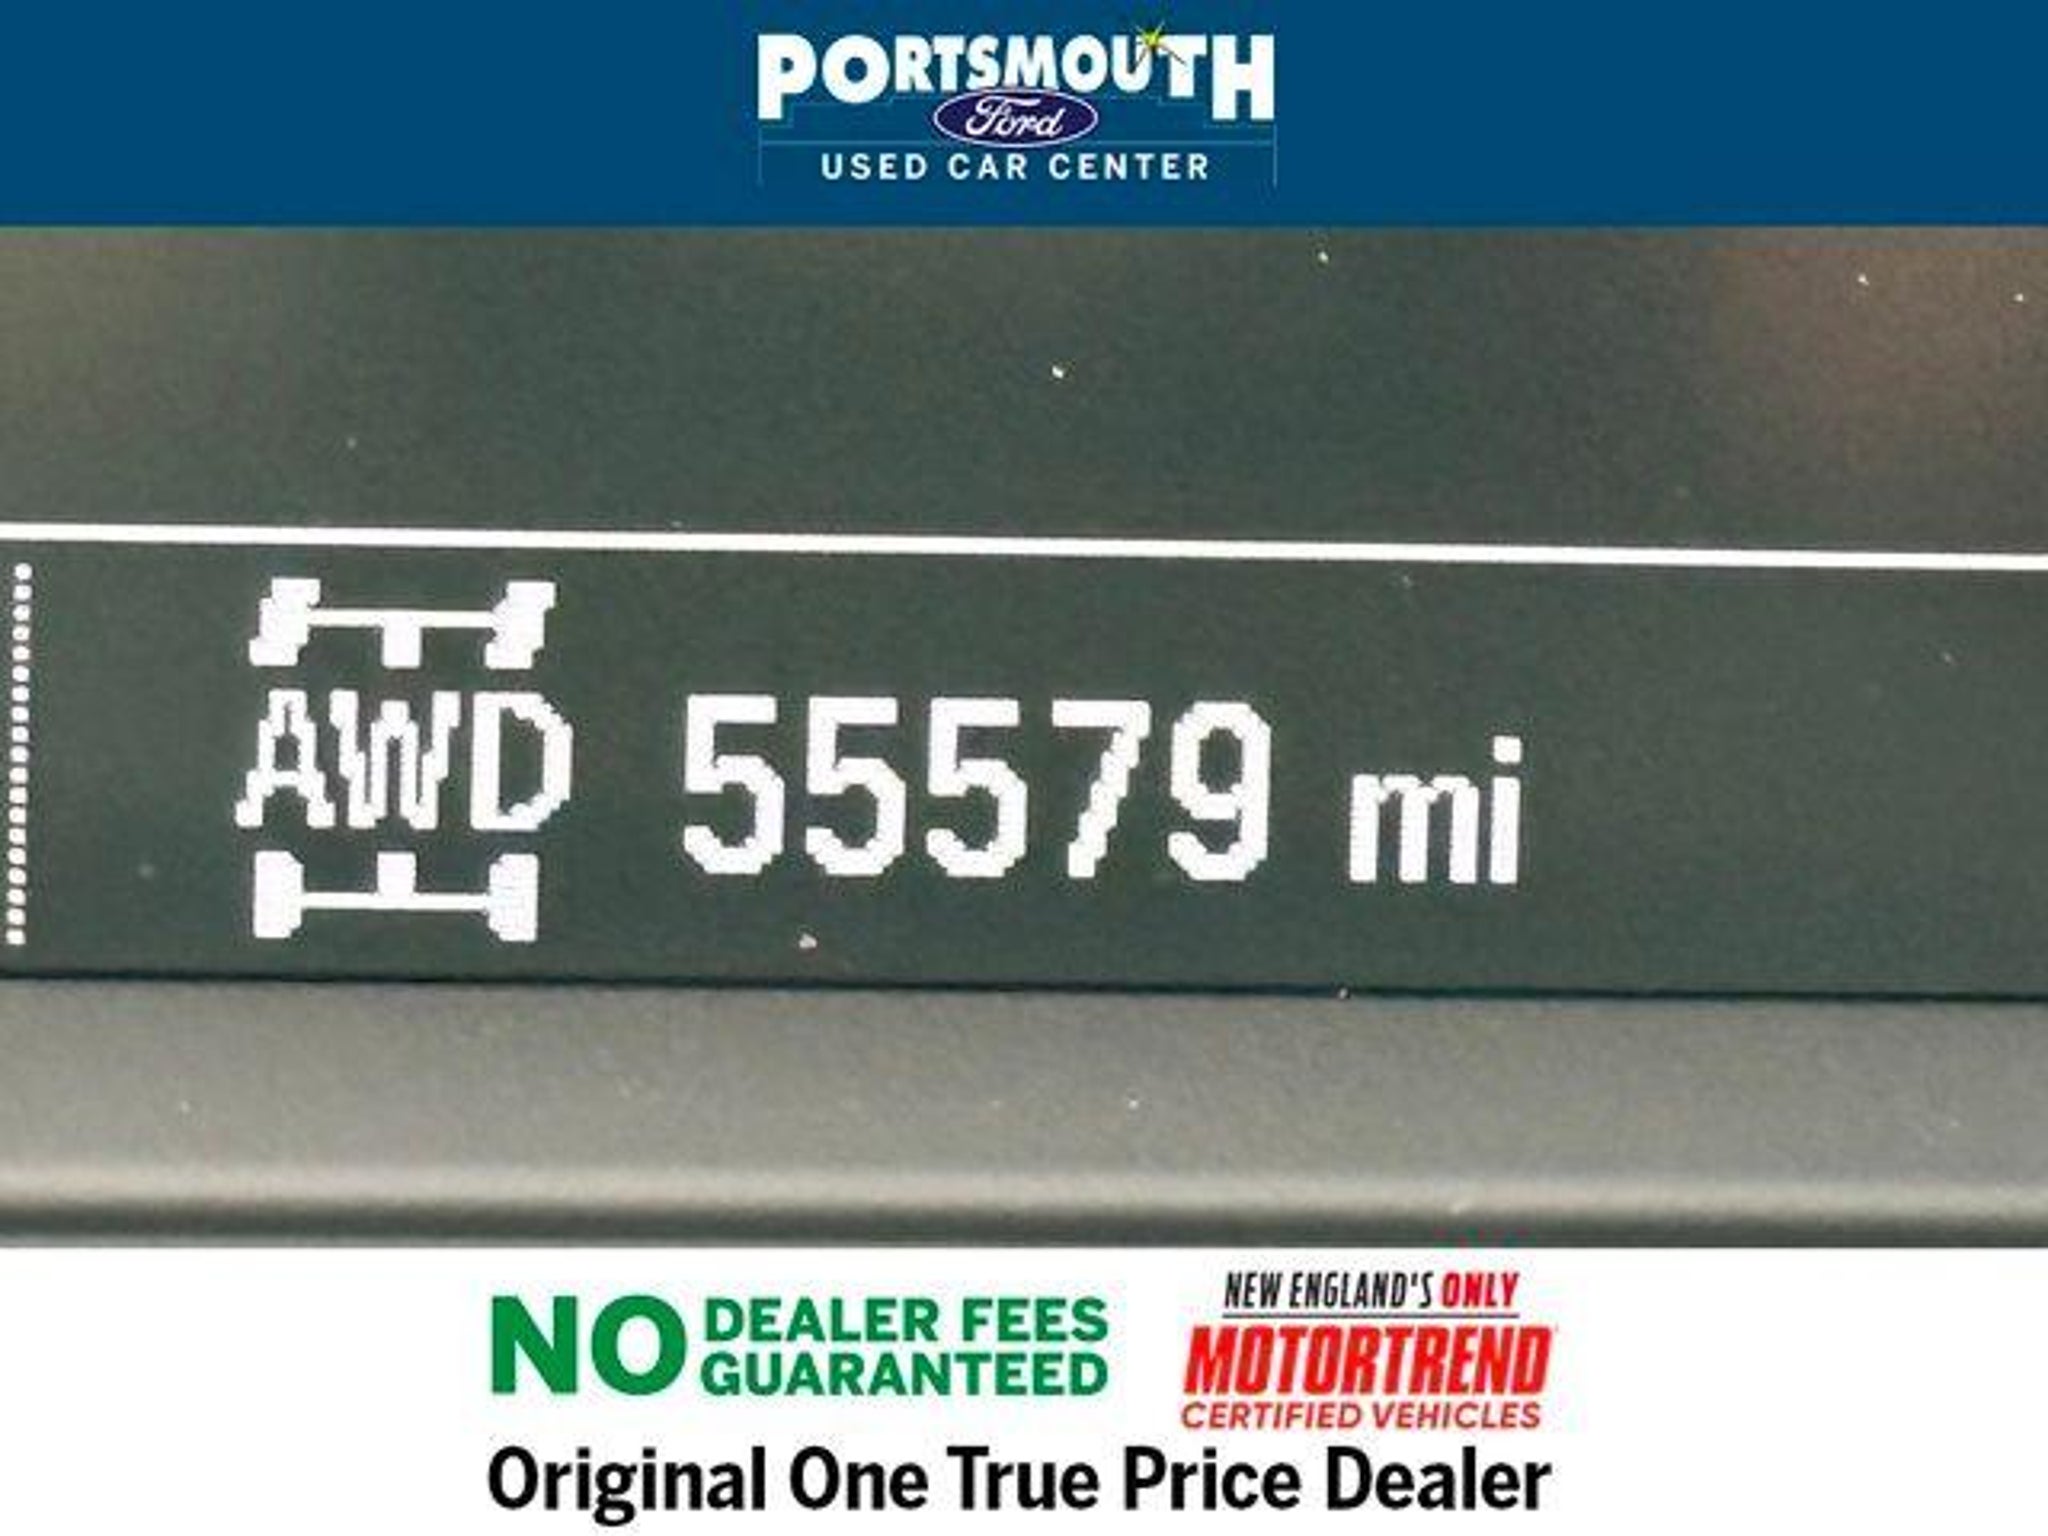 PORTSMOUTH
Ford
USED CAR CENTER
AWD 55579 mi
NO DEALER FEES
GUARANTEED
NEW ENGLAND'S ONLY
MOTORTREND
CERTIFIED VEHICLES
Original One True Price Dealer